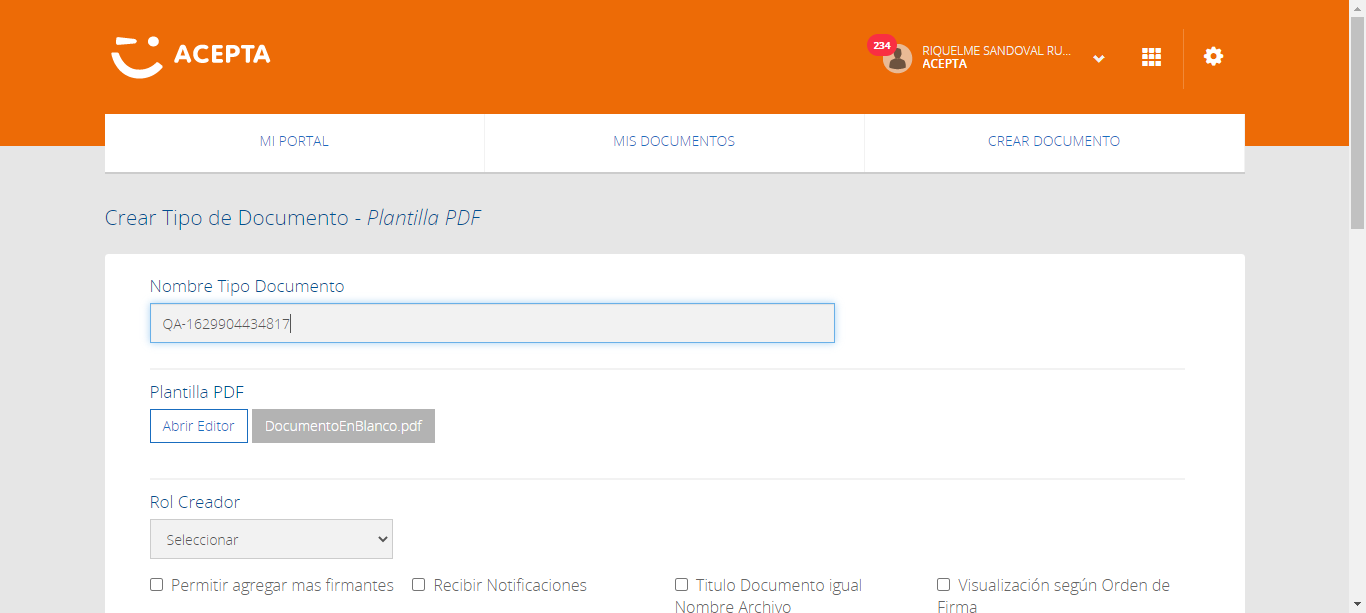 ACEPTA
234
RIQUELME SANDOVAL RU...
ACEPTA
MI PORTAL
MIS DOCUMENTOS
CREAR DOCUMENTO
Crear Tipo de Documento - Plantilla PDF
Nombre Tipo Documento
QA-1629904434817
Plantilla PDF
Abrir Editor
DocumentoEnBlanco.pdf
Rol Creador
Seleccionar
Permitir agregar mas firmantes
Recibir Notificaciones
Titulo Documento igual
Nombre Archivo
Visualización según Orden de
Firma